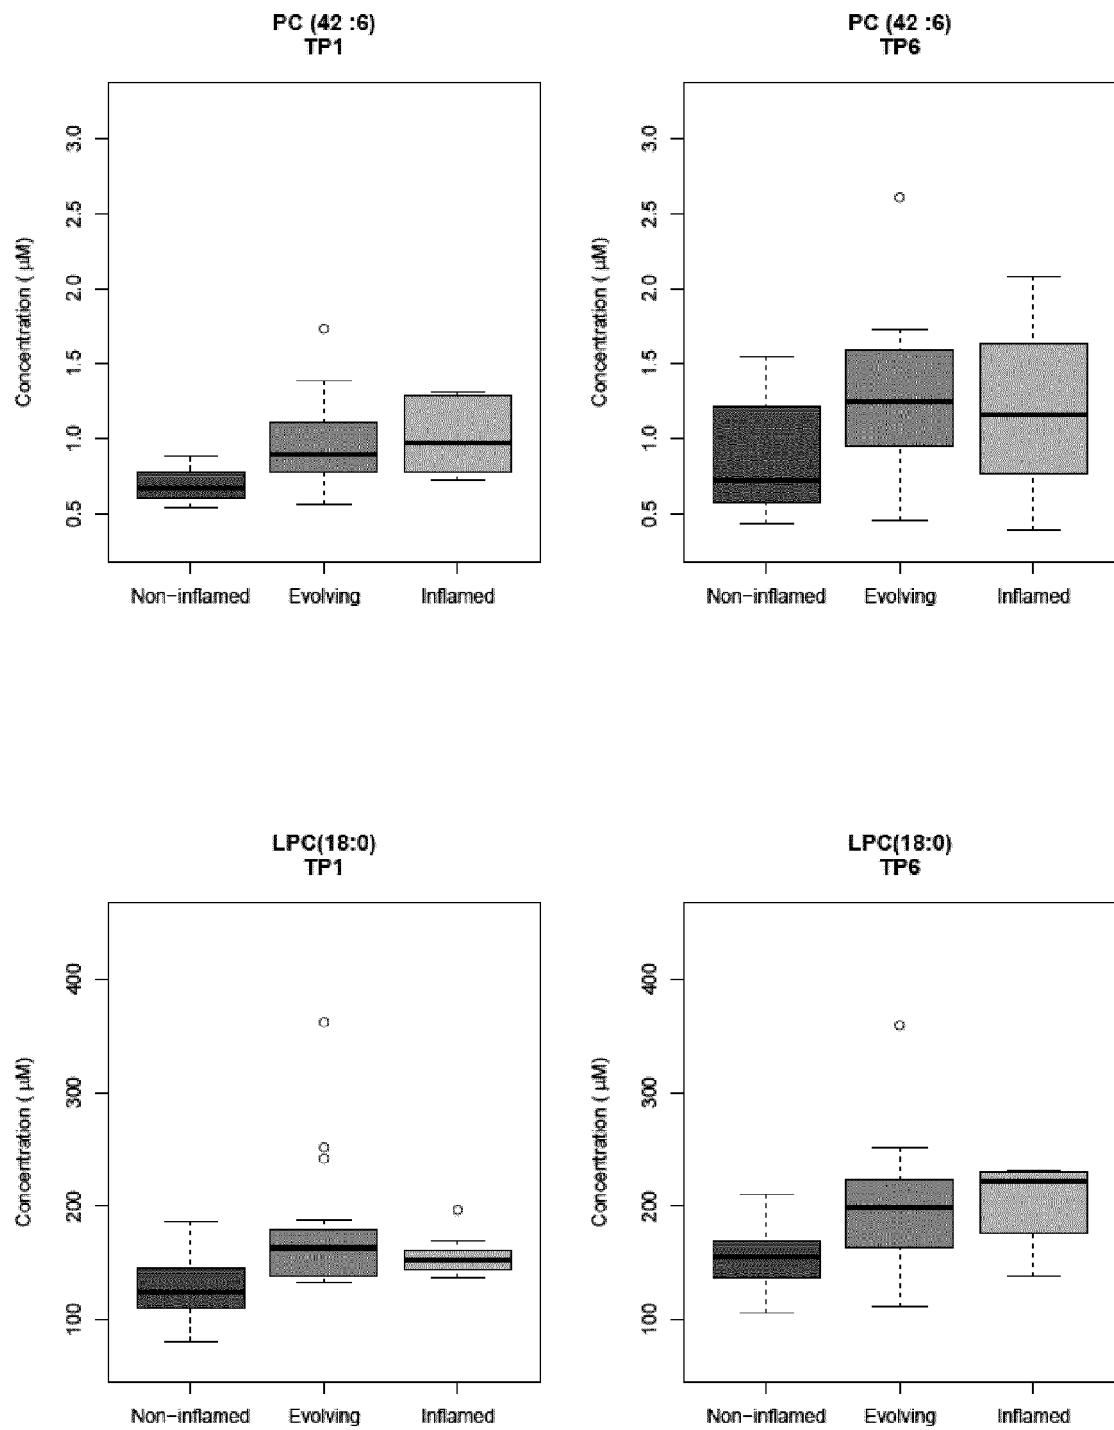 PC (42 :6)
TP1
3.0
2.5
2.0
1.5
1.0
0.5
Concentration ( μM)
Non-inflamed Evolving Inflamed
PC (42 :6)
TP6
3.0
2.5
2.0
1.5
1.0
0.5
Concentration ( μM)
Non-inflamed Evolving Inflamed
LPC(18:0)
TP1
400
300
200
100
Concentration ( μM)
Non-inflamed Evolving Inflamed
LPC(18:0)
TP6
400
300
200
100
Concentration ( μM)
Non-inflamed Evolving Inflamed